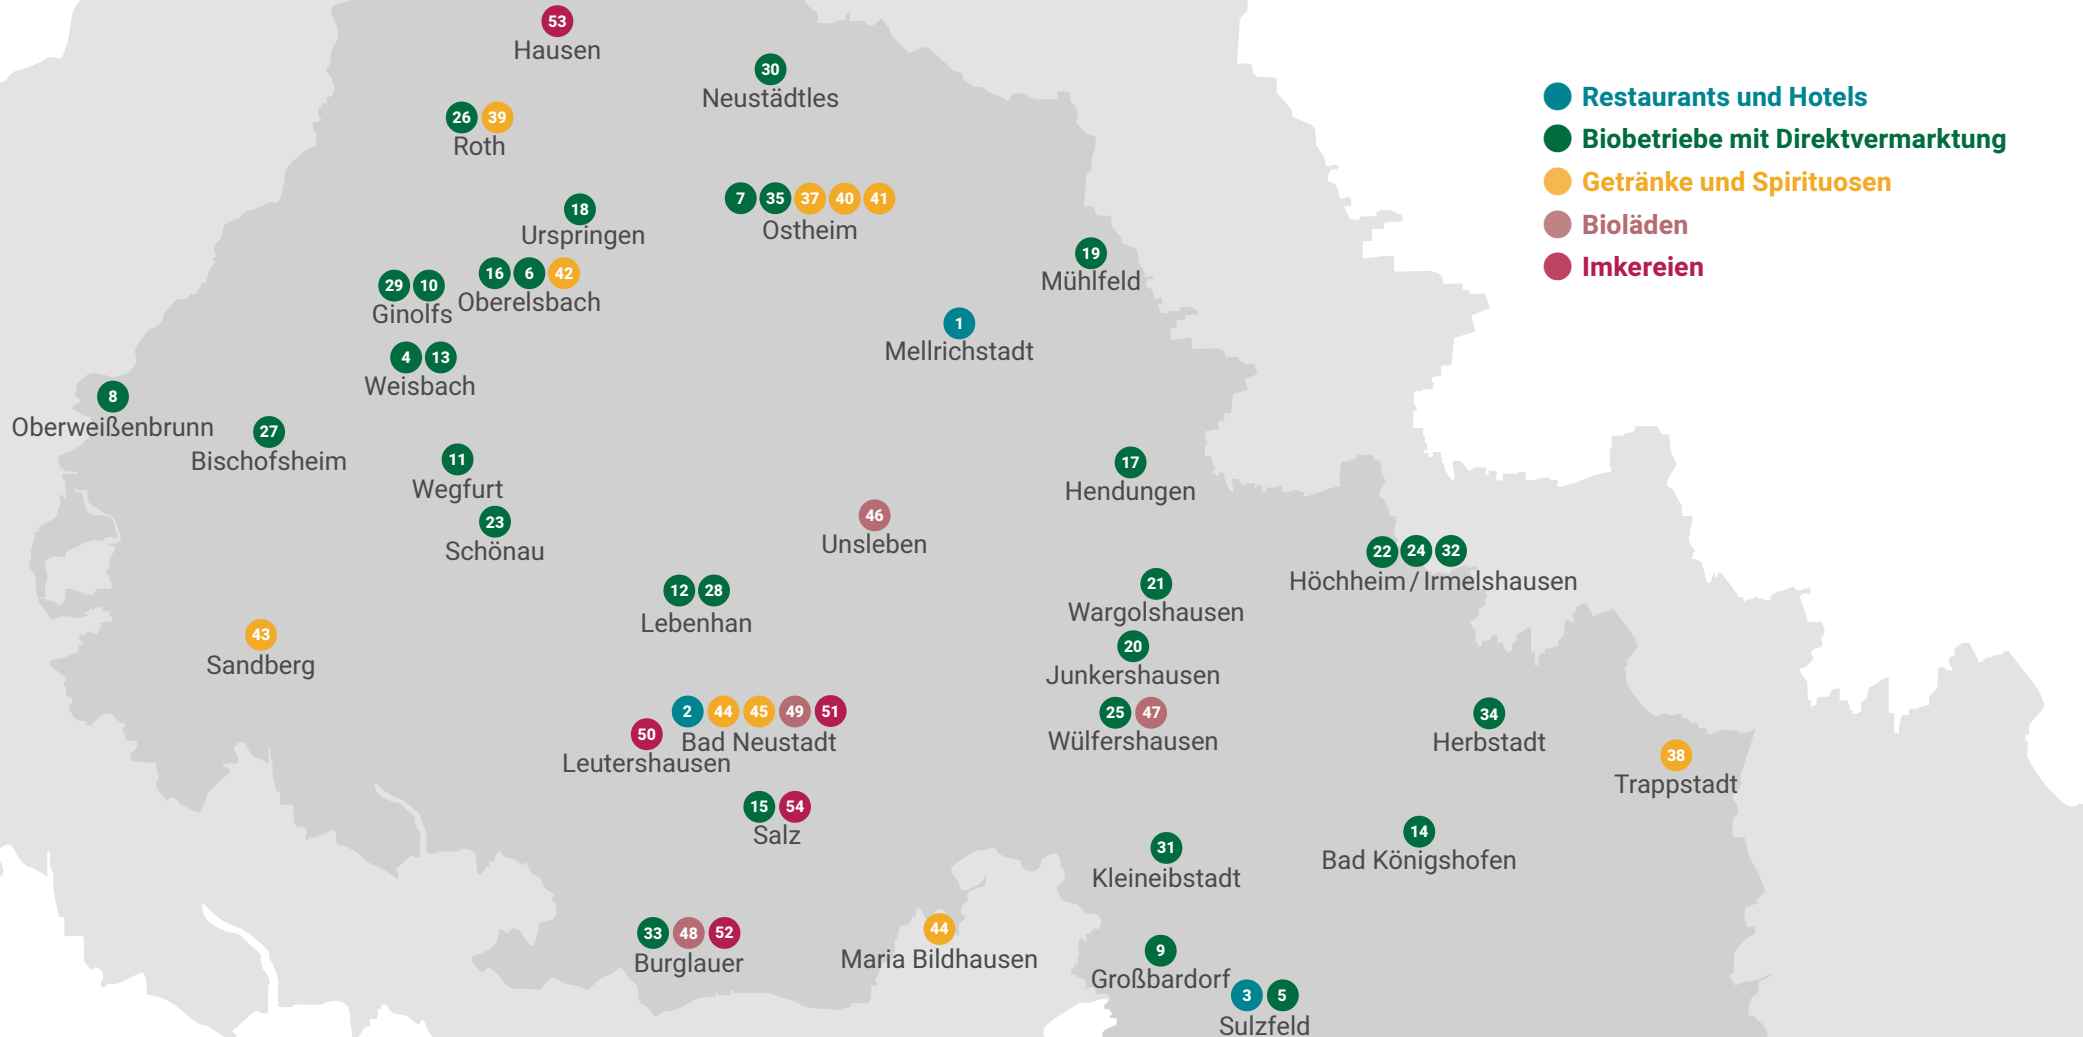 53
Hausen
30
Neustädtles
Restaurants und Hotels
Biobetriebe mit Direktvermarktung
Getränke und Spirituosen
Bioläden
Imkereien
26 39
Roth
7 35 37 40 41
Ostheim
18
Urspringen
19
Mühlfeld
16 6 42
Oberelsbach
29 10
Ginolfs
1
Mellrichstadt
4 13
Weisbach
8
Oberweißenbrunn
27
Bischofsheim
11
Wegfurt
17
Hendungen
23
Schönau
46
Unsleben
22 24 32
Höchheim / Irmelshausen
12 28
Lebenhan
21
Wargolshausen
43
Sandberg
20
Junkershausen
2 44 45 49 51
Bad Neustadt
50
Leutershausen
25 47
Wülfershausen
34
Herbstadt
38
Trappstadt
15 54
Salz
14
Bad Königshofen
31
Kleineibstadt
33 48 52
Burglauer
44
Maria Bildhausen
9
Großbardorf
3 5
Sulzfeld